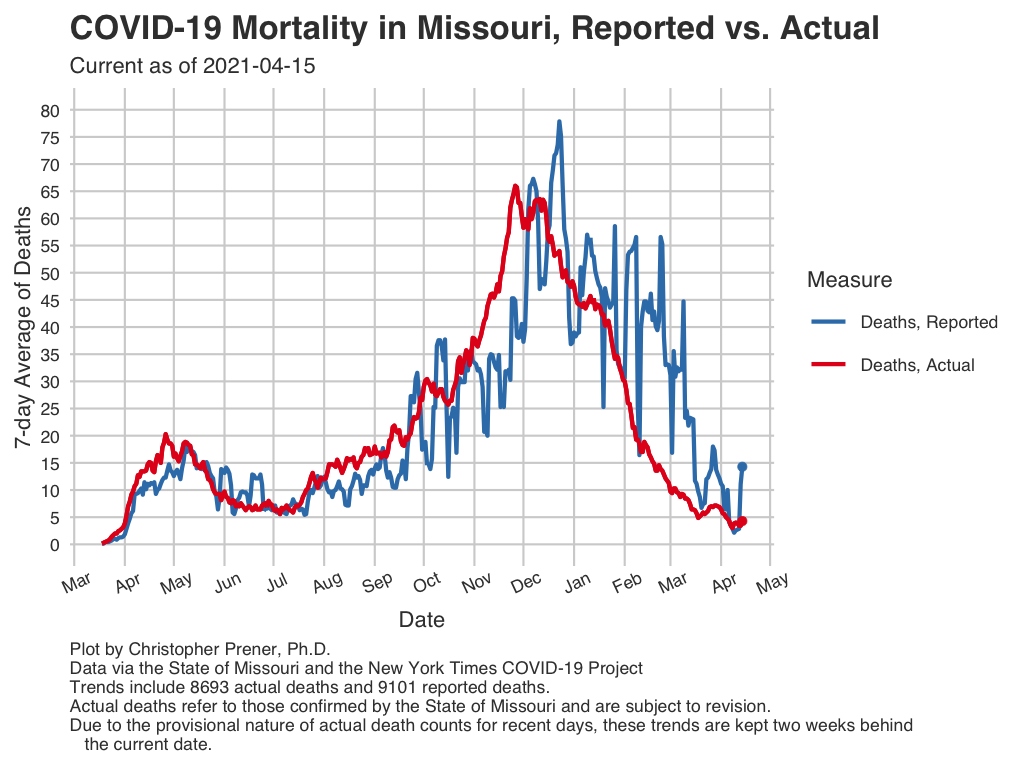 COVID-19 Mortality in Missouri, Reported vs. Actual
Current as of 2021-04-15
7-day Average of Deaths
80
75
70
65
60
55
50
45
40
35
30
25
20
15
10
5
0
Mar Apr May Jun Jul Aug Sep Oct Nov Dec Jan Feb Mar Apr May
Date
Measure
Deaths, Reported
Deaths, Actual
Plot by Christopher Prener, Ph.D.
Data via the State of Missouri and the New York Times COVID-19 Project
Trends include 8693 actual deaths and 9101 reported deaths.
Actual deaths refer to those confirmed by the State of Missouri and are subject to revision.
Due to the provisional nature of actual death counts for recent days, these trends are kept two weeks behind
the current date.